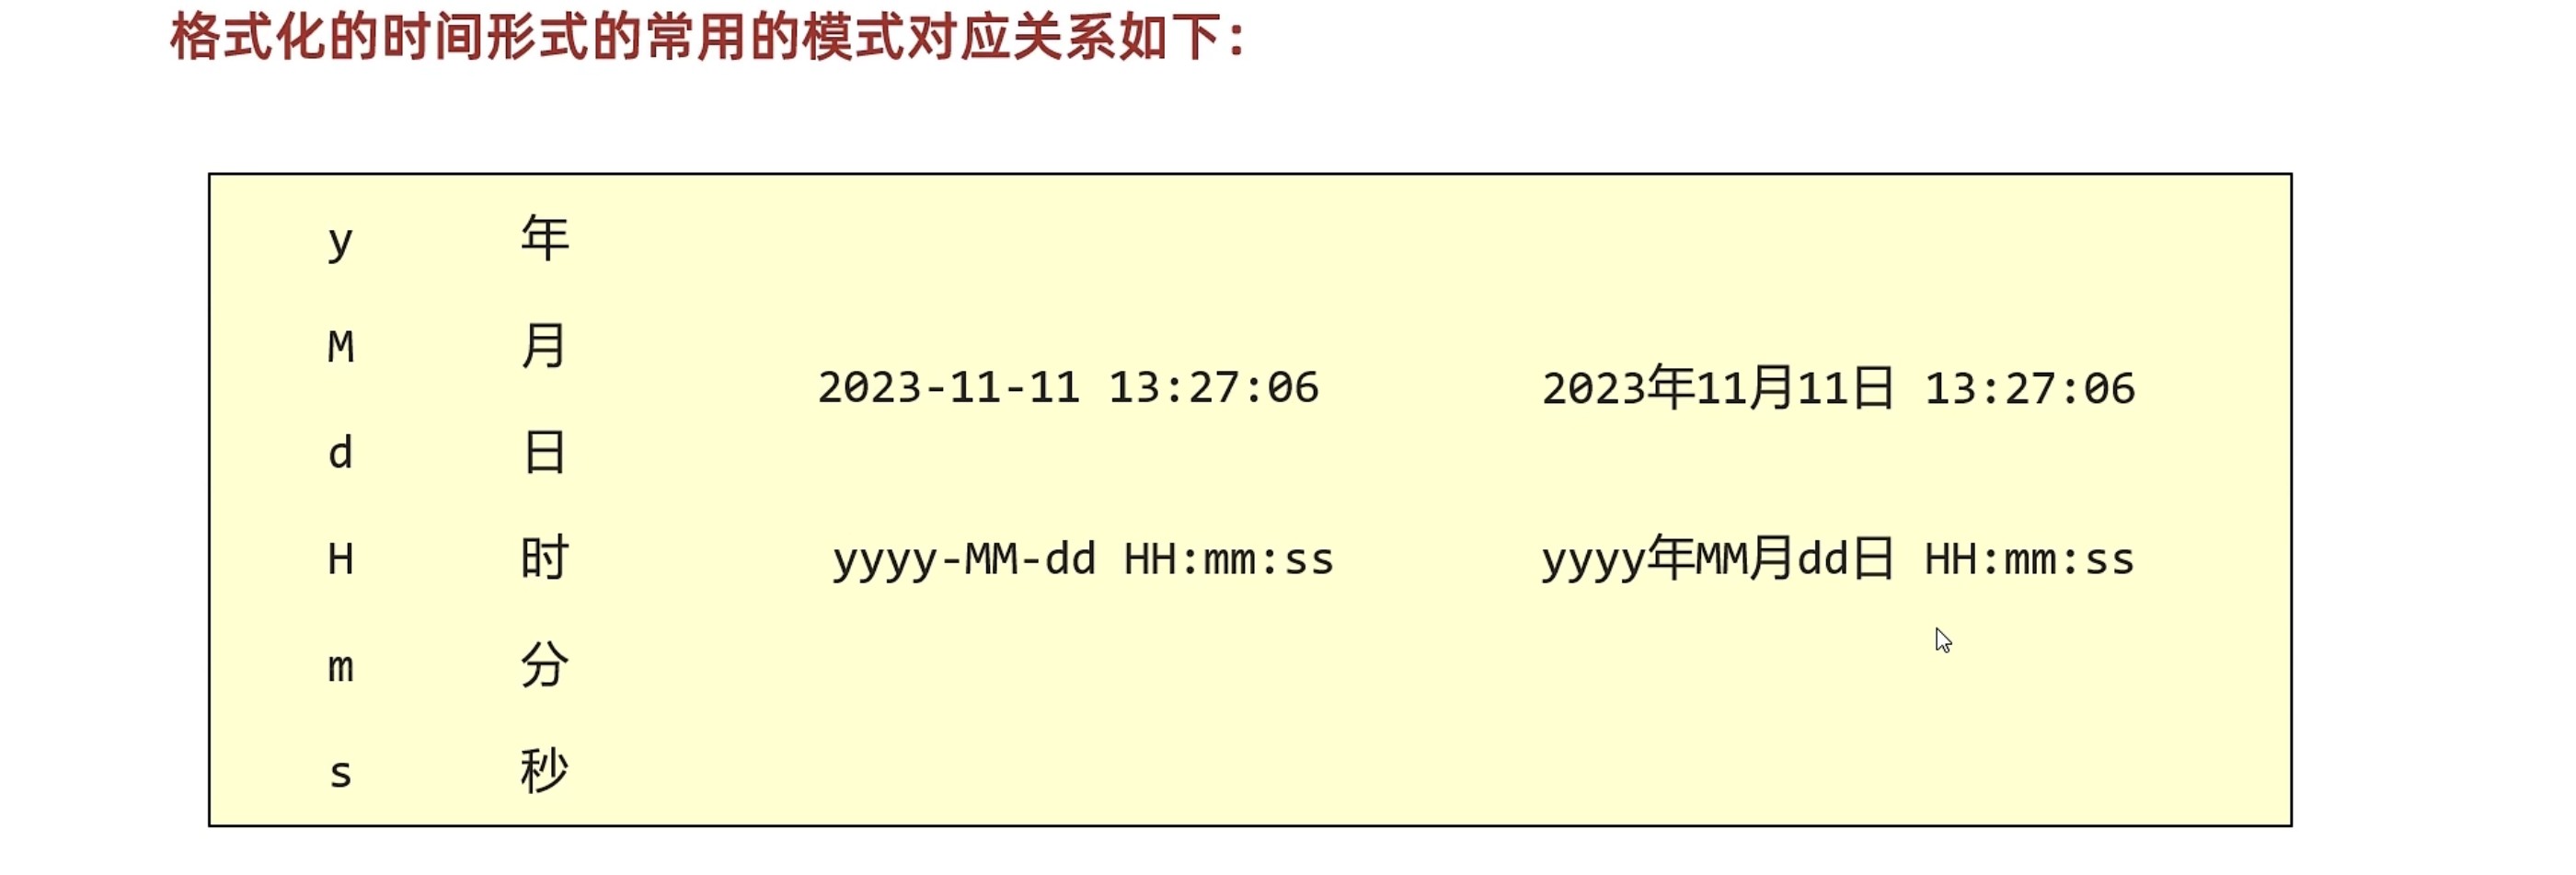 格式化的时间形式的常用的模式对应关系如下：
y 年
M 月
2023-11-11 13:27:06 2023年11月11日 13:27:06
d 日
H 时 yyyy-MM-dd HH:mm:ss yyyy年MM月dd日 HH:mm:ss
m 分
s 秒